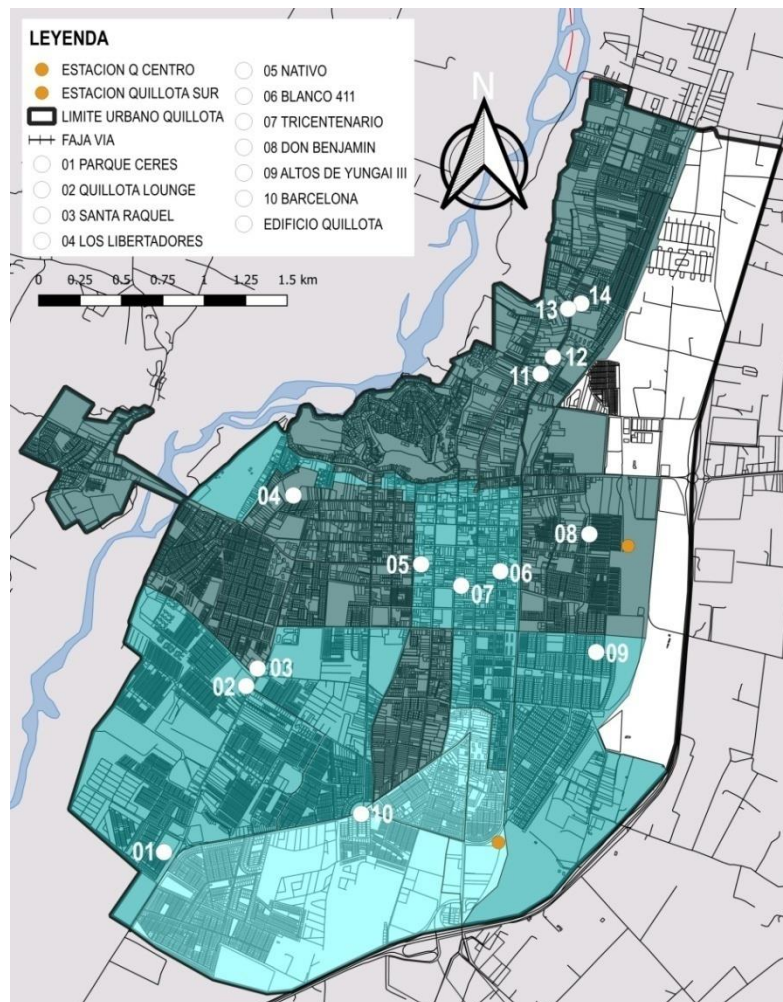 LEYENDA
ESTACION Q CENTRO
ESTACION QUILLOTA SUR
LIMITE URBANO QUILLOTA
FAJA VIA
01 PARQUE CERES
02 QUILLOTA LOUNGE
03 SANTA RAQUEL
04 LOS LIBERTADORES
05 NATIVO
06 BLANCO 411
07 TRICENTENARIO
08 DON BENJAMIN
09 ALTOS DE YUNGAI III
10 BARCELONA
EDIFICIO QUILLOTA
N
0 0.25 0.5 0.75 1 1.25 1.5 km
13 14
12
11
04
08
05
06
07
09
03
02
10
01